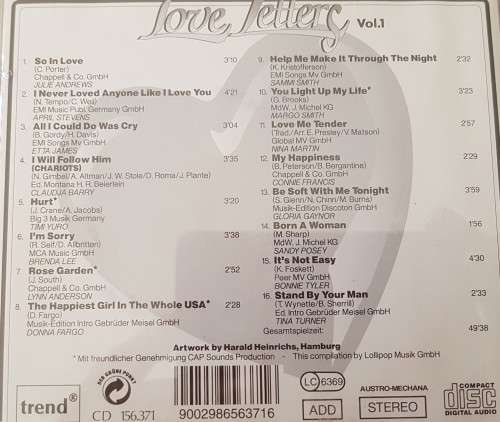 Love Letters Vol.1
1. So In Love 3'10
(C. Porter)
Chappell & Co. GmbH
JULIE ANDREWS
2. I Never Loved Anyone Like I Love You 4'21
(N. Tempo/C. Wes)
EMI Music Publ. Germany GmbH
APRIL STEVENS
3. All I Could Do Was Cry 3'04
(B. Gordy/H. Davis)
EMI Songs MV GmbH
ETTA JAMES
4. I Will Follow Him 3'35
(CHARIOTS)
(N. Gimbel/A. Altman/J. W. Stola/D. Roma/J. Plante)
Ed. Montana H. R. Beierlein
CLAUDJA BARRY
5. Hurt* 3'20
(J. Crane/A. Jacobs)
Big 3 Music Germany
TIMI YURO
6. I'm Sorry 3'38
(R. Self/D. Albritten)
MCA Music GmbH
BRENDA LEE
7. Rose Garden* 2'52
(J. South)
Chappell & Co. GmbH
LYNN ANDERSON
8. The Happiest Girl In The Whole USA* 2'28
(D. Fargo)
Musik-Edition Intro Gebrüder Meisel GmbH
DONNA FARGO
9. Help Me Make It Through The Night 2'32
(K. Kristofferson)
EMI Songs MV GmbH
SAMMI SMITH
10. You Light Up My Life* 3'23
(G. Brooks)
MdW, J. Michel KG
MARGO SMITH
11. Love Me Tender 2'57
(Trad./Arr. E. Presley/V. Matson)
Global MV GmbH
NINA MARTIN
12. My Happiness 2'29
(B. Peterson/B. Bergantine)
Chappell & Co. GmbH
CONNIE FRANCIS
13. Be Soft With Me Tonight 3'59
(S. Glenn/N. Chinn/M. Burns)
Musik-Edition Discoton GmbH
GLORIA GAYNOR
14. Born A Woman 1'56
(M. Sharp)
MdW, J. Michel KG
SANDY POSEY
15. It's Not Easy 4'30
(K. Foskett)
Peer MV GmbH
BONNIE TYLER
16. Stand By Your Man 2'33
(T. Wynette/B. Sherrill)
Ed. Intro Gebrüder Meisel GmbH
TINA TURNER
Gesamtspielzeit: 49'38
Artwork by Harald Heinrichs, Hamburg
* Mit freundlicher Genehmigung CAP Sounds Production - This compilation by Lollipop Musik GmbH
trend®
DER GRÜNE PUNKT
CD 156.371
9002986563716
LC 6369
ADD
AUSTRO-MECHANA
STEREO
COMPACT
disc
DIGITAL AUDIO